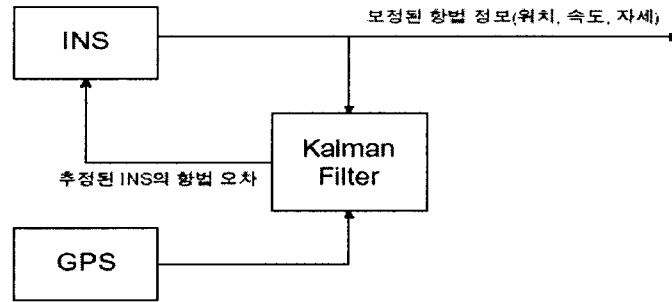 보정된 항법 정보(위치, 속도, 자세)
INS
Kalman
Filter
추정된 INS의 항법 오차
GPS